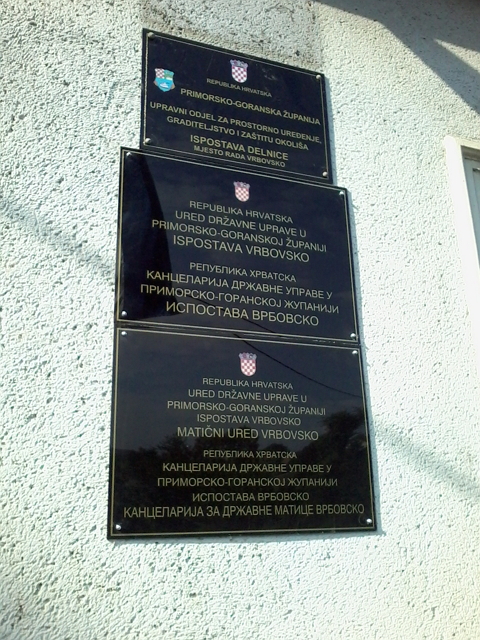 REPUBLIKA HRVATSKA
PRIMORSKO-GORANSKA ŽUPANIJA
UPRAVNI ODJEL ZA PROSTORNO UREĐENJE,
GRADITELJSTVO I ZAŠTITU OKOLIŠA
ISPOSTAVA DELNICE
MJESTO RADA VRBOVSKO
REPUBLIKA HRVATSKA
URED DRŽAVNE UPRAVE U
PRIMORSKO-GORANSKOJ ŽUPANIJI
ISPOSTAVA VRBOVSKO
РЕПУБЛИКА ХРВАТСКА
КАНЦЕЛАРИЈА ДРЖАВНЕ УПРАВЕ У
ПРИМОРСКО-ГОРАНСКОЈ ЖУПАНИЈИ
ИСПОСТАВА ВРБОВСКО
REPUBLIKA HRVATSKA
URED DRŽAVNE UPRAVE U
PRIMORSKO-GORANSKOJ ŽUPANIJI
ISPOSTAVA VRBOVSKO
MATIČNI URED VRBOVSKO
РЕПУБЛИКА ХРВАТСКА
КАНЦЕЛАРИЈА ДРЖАВНЕ УПРАВЕ У
ПРИМОРСКО-ГОРАНСКОЈ ЖУПАНИЈИ
ИСПОСТАВА ВРБОВСКО
КАНЦЕЛАРИЈА ЗА ДРЖАВНЕ МАТИЦЕ ВРБОВСКО